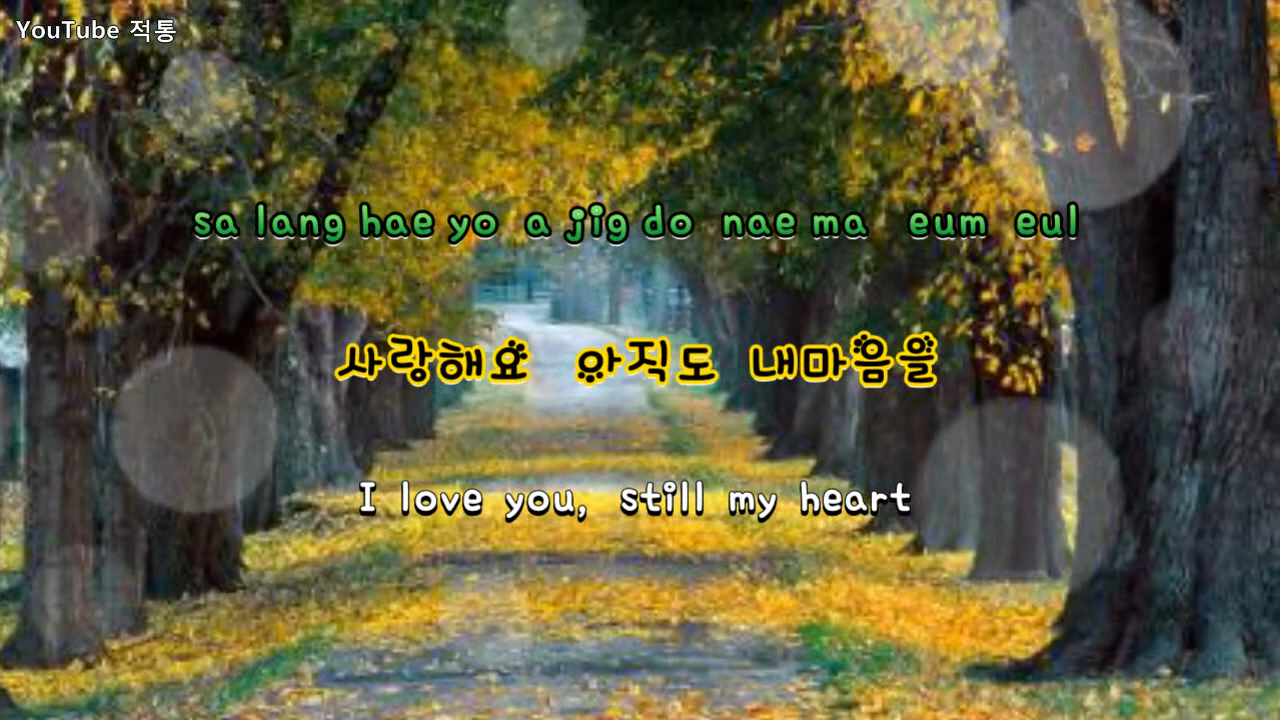 YouTube 적통
sa lang hae yo a jig do nae ma eum eul
사랑해요 아직도 내마음을
I love you, still my heart